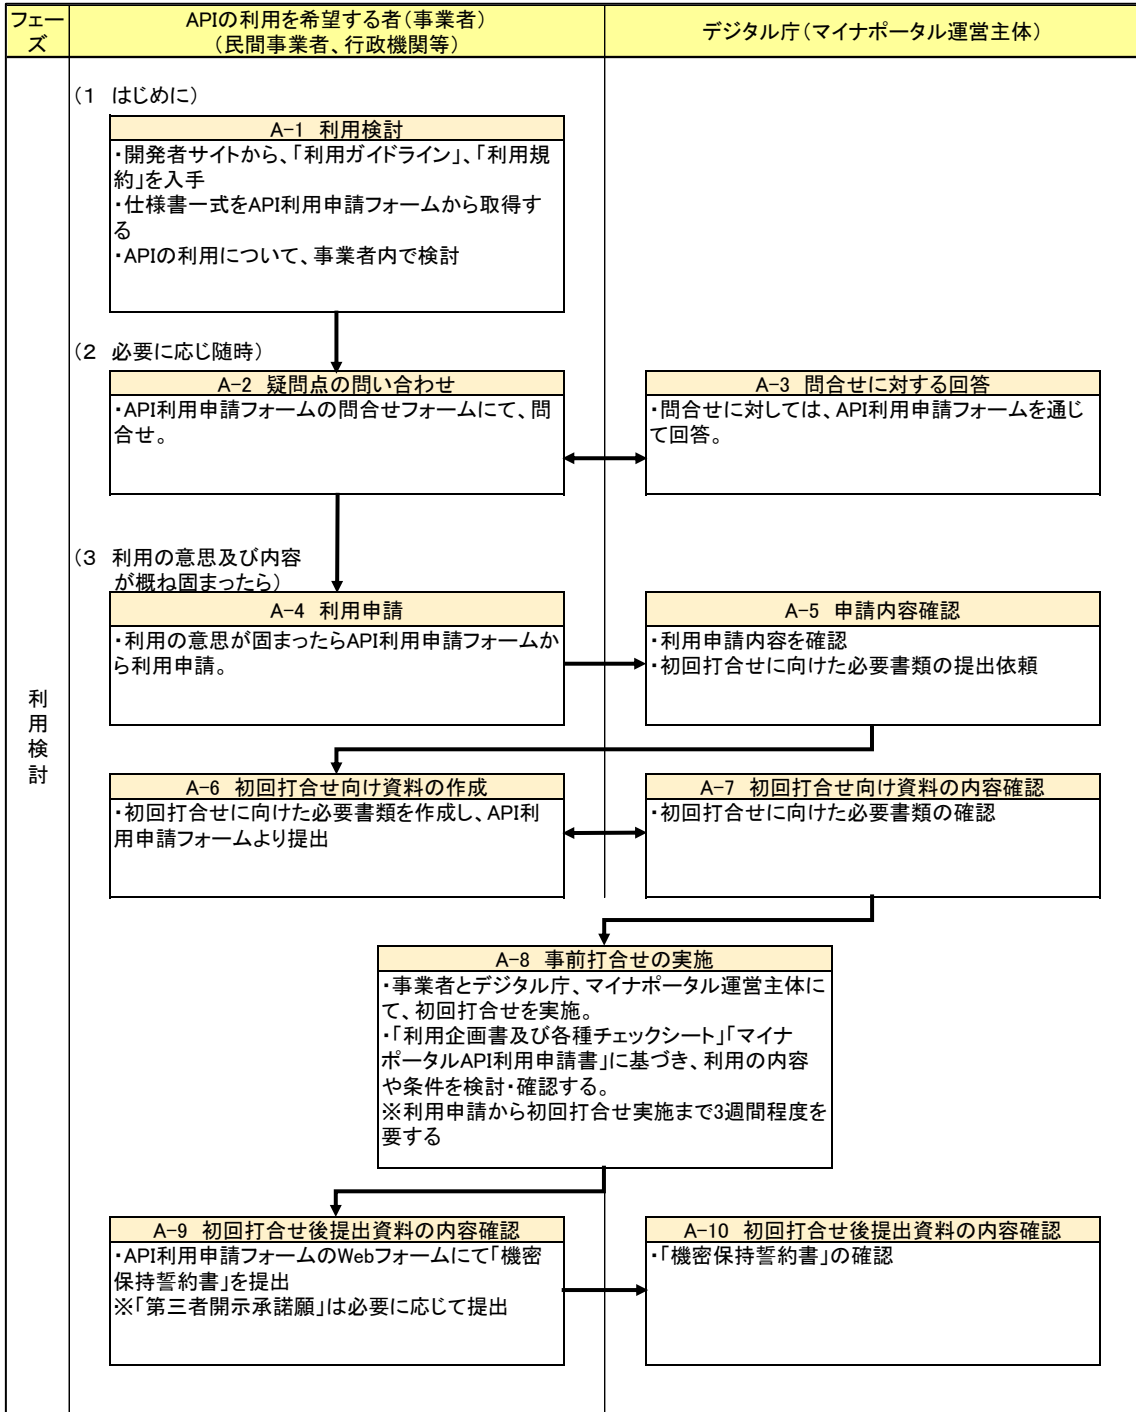 フェー
ズ
APIの利用を希望する者(事業者)
(民間事業者、行政機関等)
デジタル庁(マイナポータル運営主体)
利
用
検
討
(1 はじめに)
A-1 利用検討
・開発者サイトから、「利用ガイドライン」、「利用規
約」を入手
・仕様書一式をAPI利用申請フォームから取得す
る
・APIの利用について、事業者内で検討
(2 必要に応じ随時)
A-2 疑問点の問い合わせ
・API利用申請フォームの問合せフォームにて、問
合せ。
A-3 問合せに対する回答
・問合せに対しては、API利用申請フォームを通じ
て回答。
(3 利用の意思及び内容
が概ね固まったら)
A-4 利用申請
・利用の意思が固まったらAPI利用申請フォームか
ら利用申請。
A-5 申請内容確認
・利用申請内容を確認
・初回打合せに向けた必要書類の提出依頼
A-6 初回打合せ向け資料の作成
・初回打合せに向けた必要書類を作成し、API利
用申請フォームより提出
A-7 初回打合せ向け資料の内容確認
・初回打合せに向けた必要書類の確認
A-8 事前打合せの実施
・事業者とデジタル庁、マイナポータル運営主体に
て、初回打合せを実施。
・「利用企画書及び各種チェックシート」「マイナ
ポータルAPI利用申請書」に基づき、利用の内容
や条件を検討・確認する。
※利用申請から初回打合せ実施まで3週間程度を
要する
A-9 初回打合せ後提出資料の内容確認
・API利用申請フォームのWebフォームにて「機密
保持誓約書」を提出
※「第三者開示承諾願」は必要に応じて提出
A-10 初回打合せ後提出資料の内容確認
・「機密保持誓約書」の確認